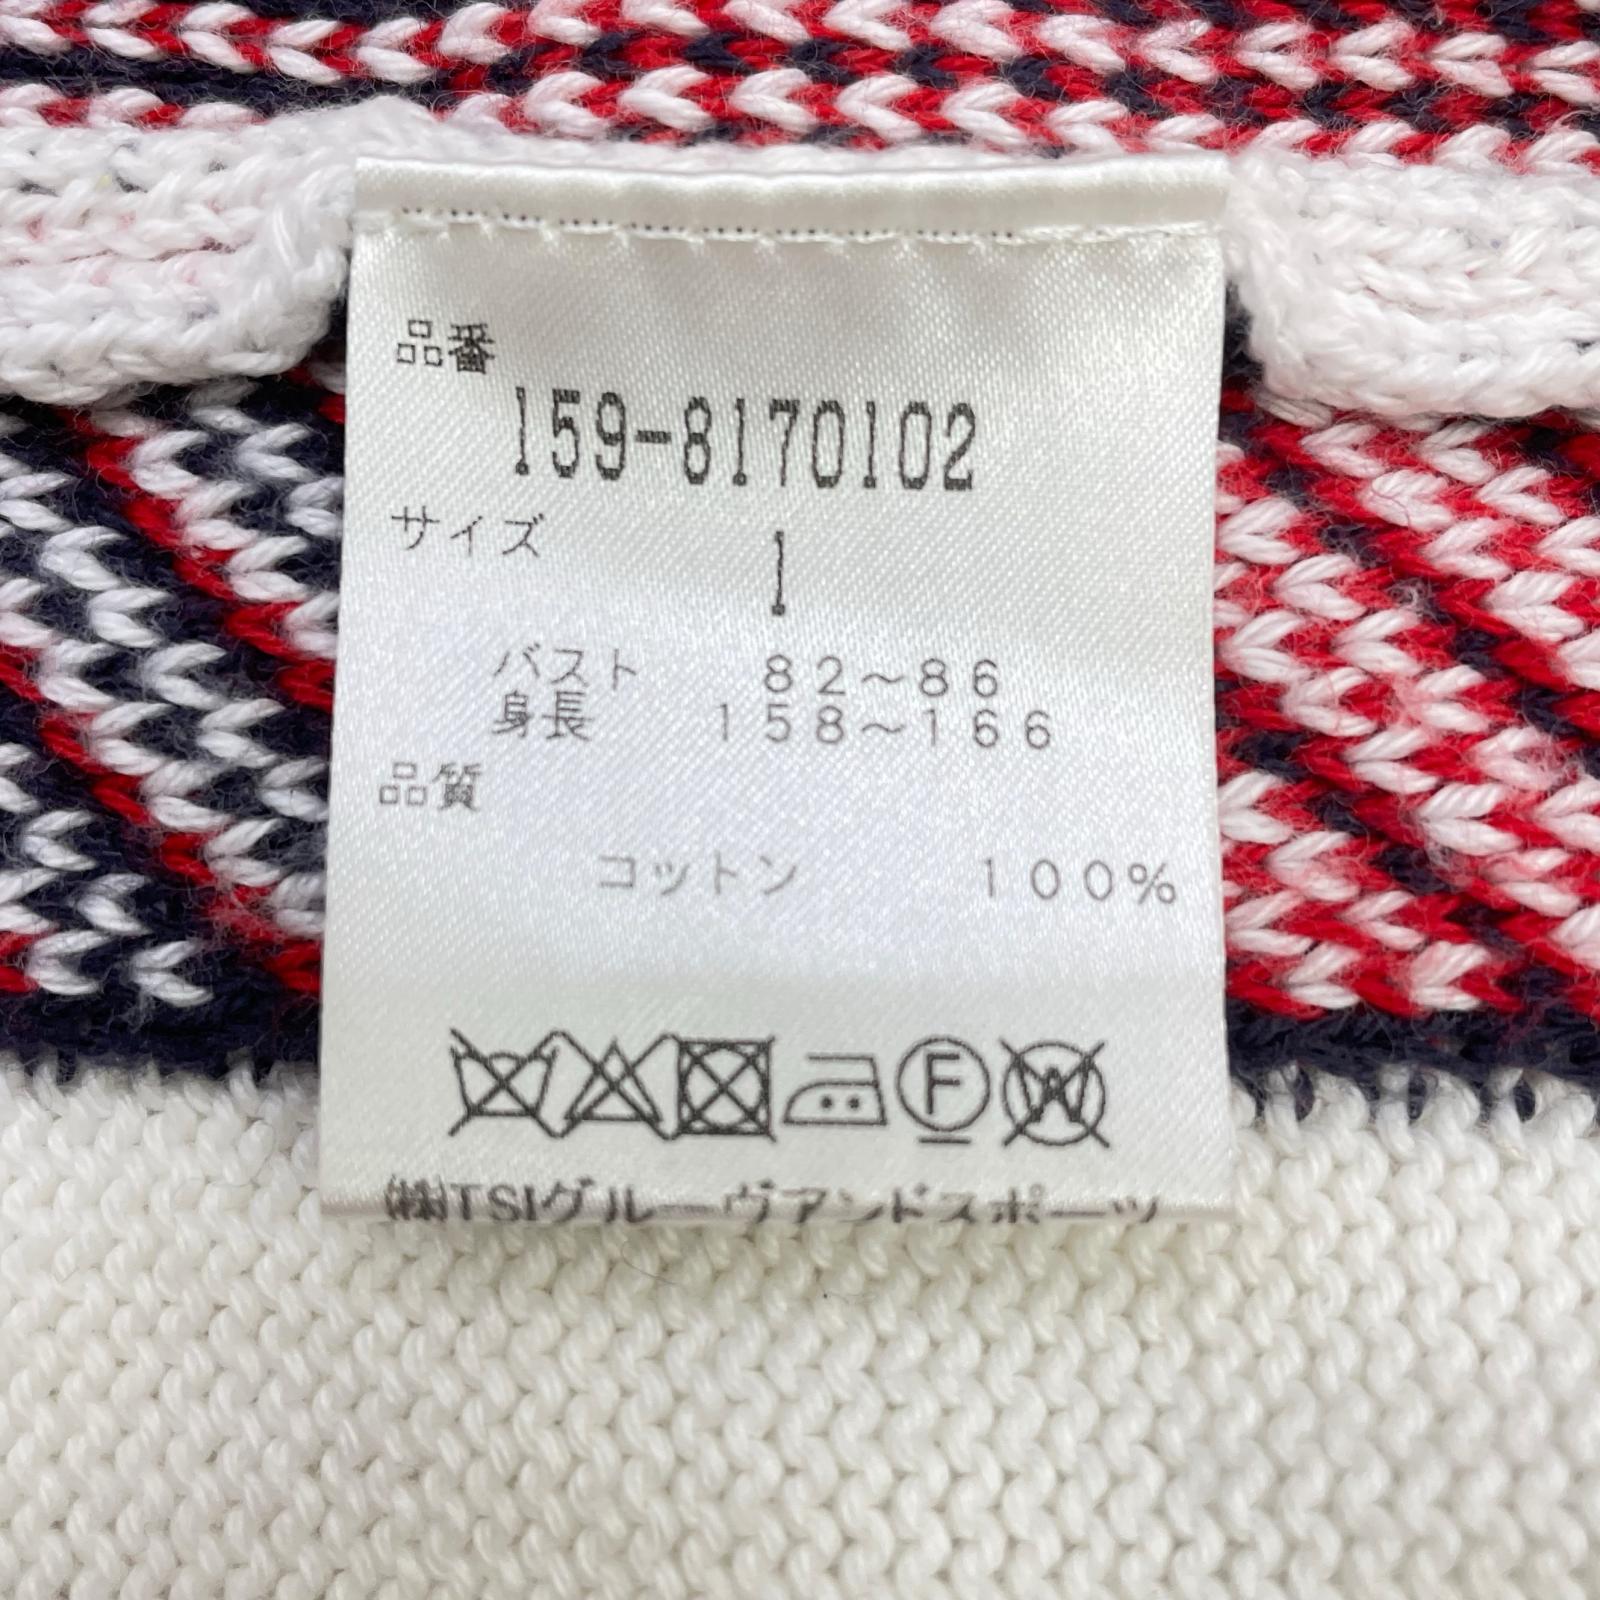 品番
159-8170102
サイズ 1
バスト 82~86
身長 158~166
品質
コットン 100%
F W
㈱TSIグルーヴアンドスポーツ